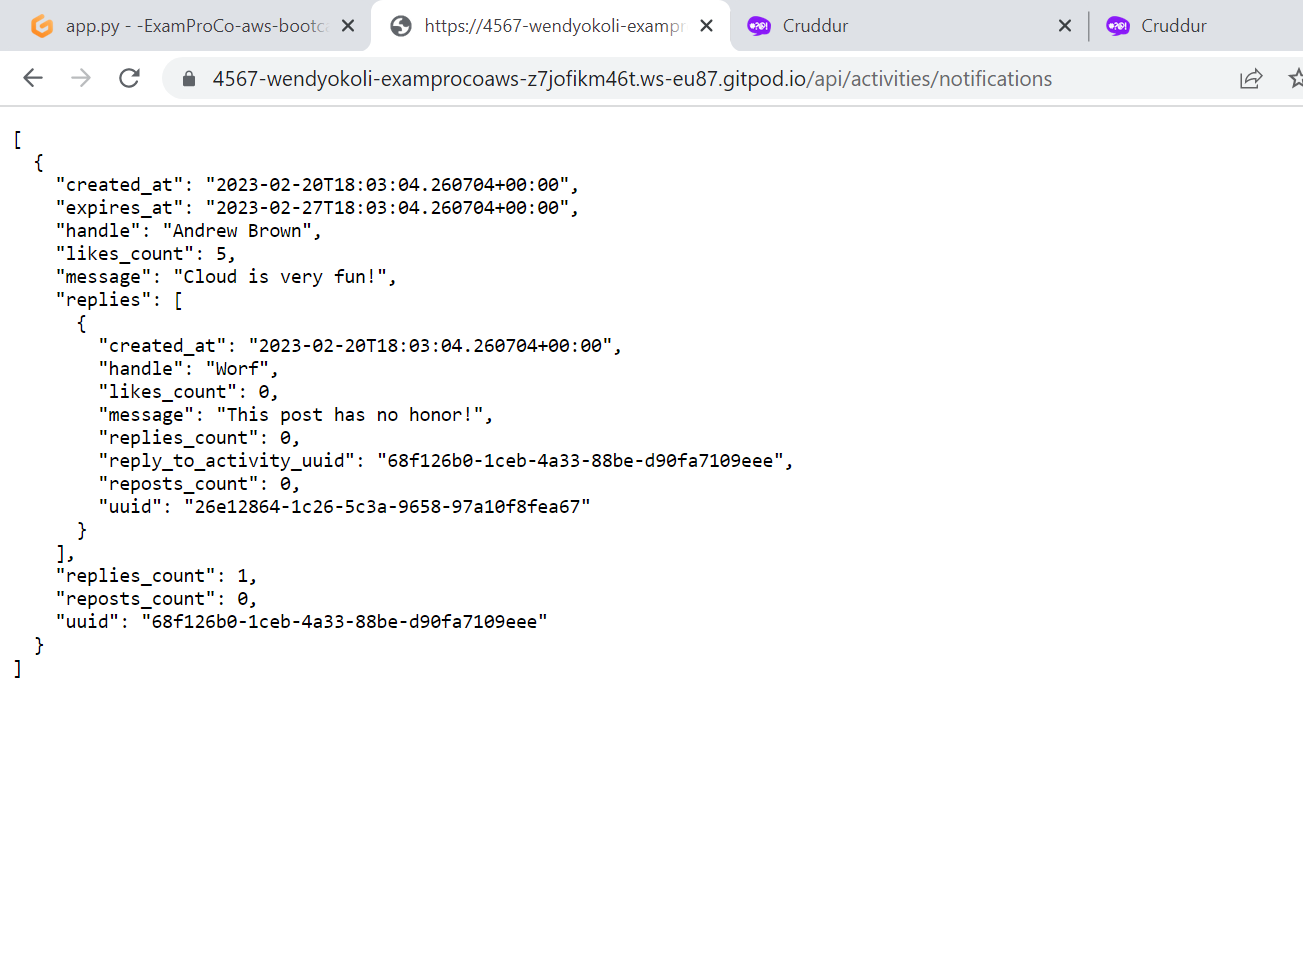 app.py - -ExamProCo-aws-bootc
https://4567-wendyokoli-exampr
Cruddur
Cruddur
4567-wendyokoli-examprocoaws-z7jofikm46t.ws-eu87.gitpod.io/api/activities/notifications
[
  {
    "created_at": "2023-02-20T18:03:04.260704+00:00",
    "expires_at": "2023-02-27T18:03:04.260704+00:00",
    "handle": "Andrew Brown",
    "likes_count": 5,
    "message": "Cloud is very fun!",
    "replies": [
      {
        "created_at": "2023-02-20T18:03:04.260704+00:00",
        "handle": "Worf",
        "likes_count": 0,
        "message": "This post has no honor!",
        "replies_count": 0,
        "reply_to_activity_uuid": "68f126b0-1ceb-4a33-88be-d90fa7109eee",
        "reposts_count": 0,
        "uuid": "26e12864-1c26-5c3a-9658-97a10f8fea67"
      }
    ],
    "replies_count": 1,
    "reposts_count": 0,
    "uuid": "68f126b0-1ceb-4a33-88be-d90fa7109eee"
  }
]